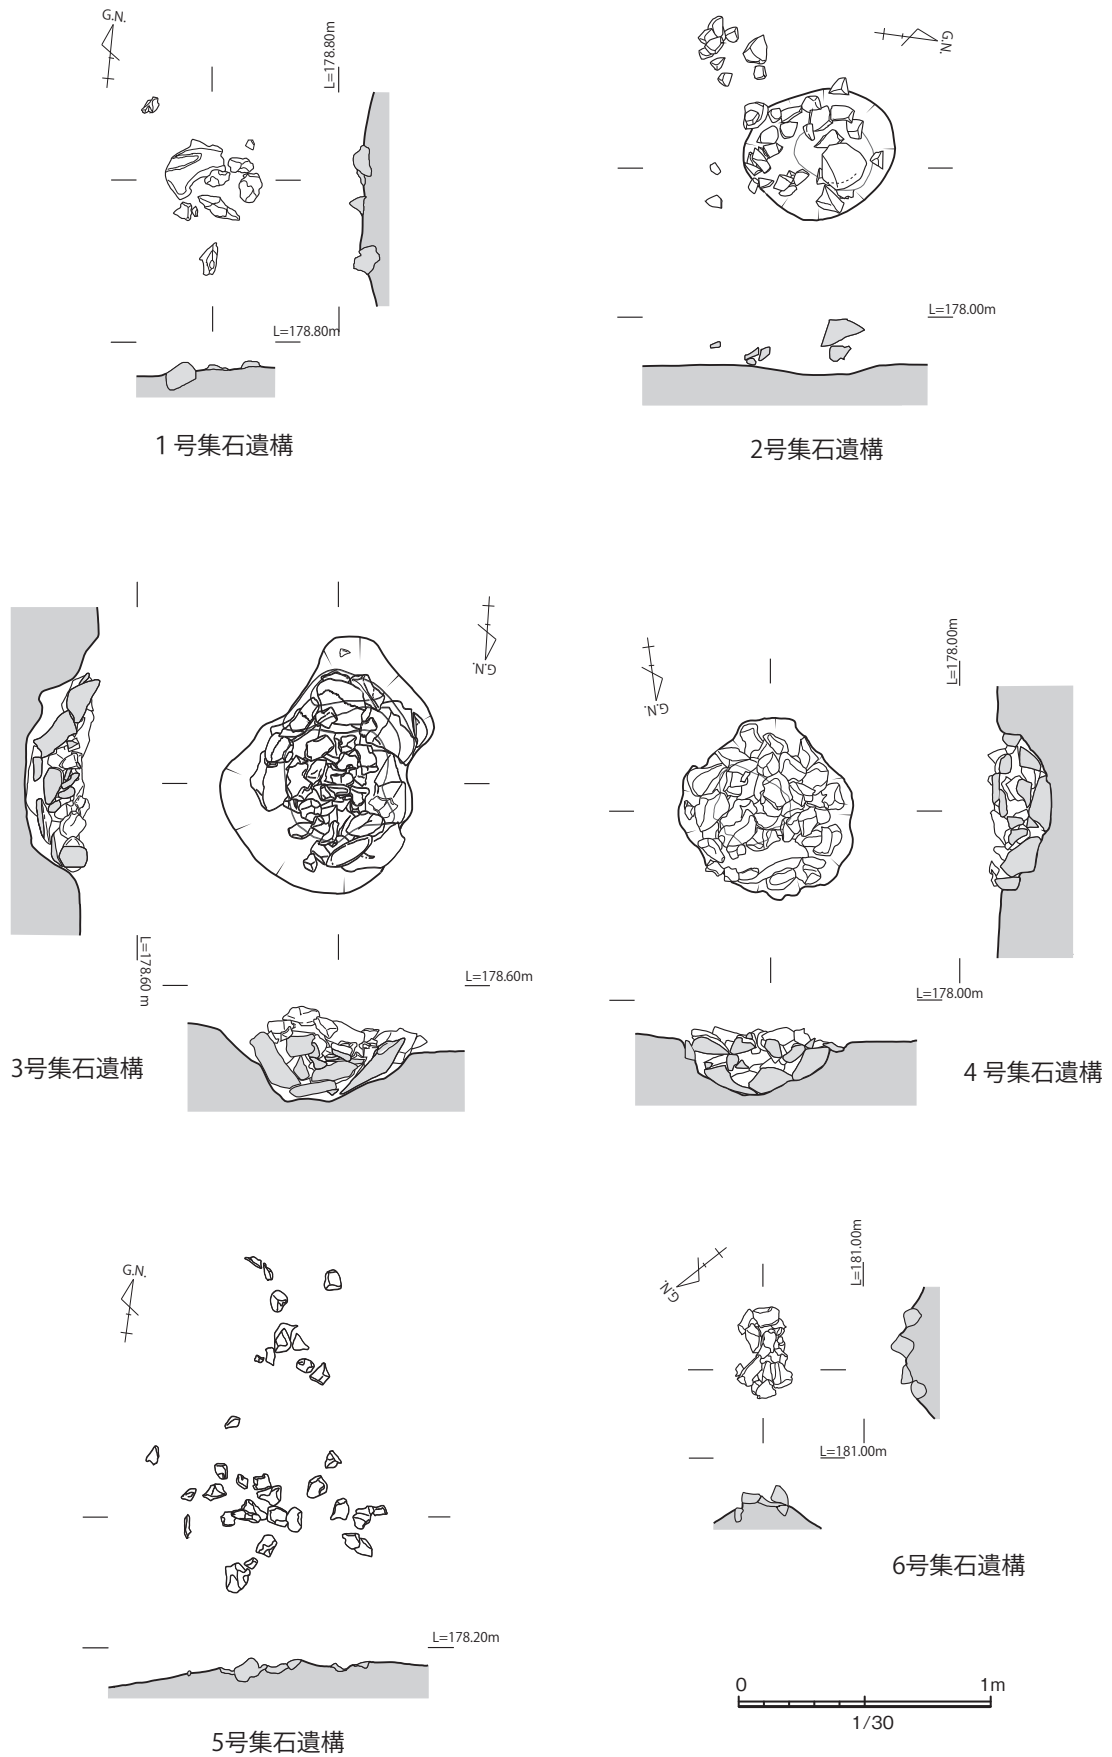 G.N.
L=178.80m
L=178.80m
1号集石遺構
G.N.
L=178.00m
2号集石遺構
G.N.
L=178.60 m
L=178.60m
3号集石遺構
G.N.
L=178.00m
L=178.00m
4号集石遺構
G.N.
L=178.20m
5号集石遺構
G.N.
L=181.00m
L=181.00m
6号集石遺構
0 1m
1/30